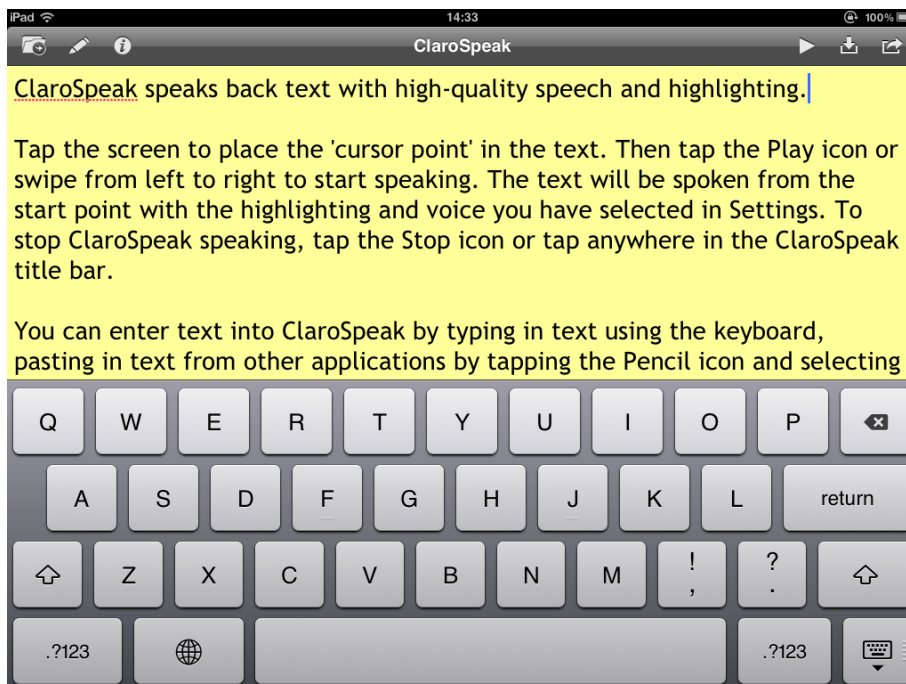 iPad 14:33 100%
ClaroSpeak
ClaroSpeak speaks back text with high-quality speech and highlighting.
Tap the screen to place the 'cursor point' in the text. Then tap the Play icon or
swipe from left to right to start speaking. The text will be spoken from the
start point with the highlighting and voice you have selected in Settings. To
stop ClaroSpeak speaking, tap the Stop icon or tap anywhere in the ClaroSpeak
title bar.
You can enter text into ClaroSpeak by typing in text using the keyboard,
pasting in text from other applications by tapping the Pencil icon and selecting
Q W E R T Y U I O P
A S D F G H J K L return
Z X C V B N M ! , ? .
.?123 .?123